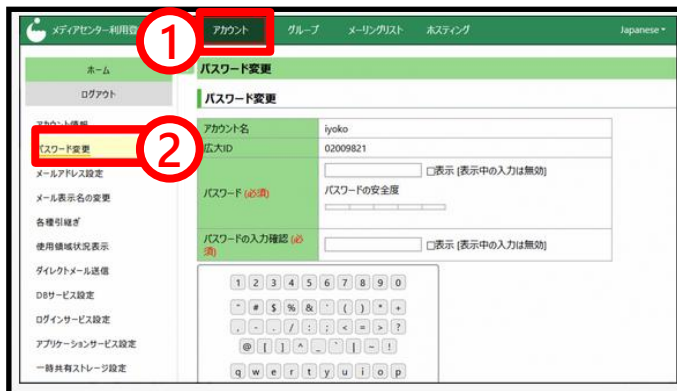 メディアセンター利用登
アカウント
グループ
メーリングリスト
ホスティング
Japanese
1
ホーム
ログアウト
アカウント情報
パスワード変更
2
メールアドレス設定
メール表示名の変更
各種引継ぎ
使用領域状況表示
ダイレクトメール送信
DBサービス設定
ログインサービス設定
アプリケーションサービス設定
一時共有ストレージ設定
パスワード変更
パスワード変更
アカウント名 iyoko
広大ID 02009821
パスワード (必須) □表示 [表示中の入力は無効]
パスワードの安全度
パスワードの入力確認 (必
須) □表示 [表示中の入力は無効]
1 2 3 4 5 6 7 8 9 0
" # $ % & ' ( ) * +
, - . / : ; < = > ?
@ [ ] ^ _ ` { ~ !
q w e r t y u i o p